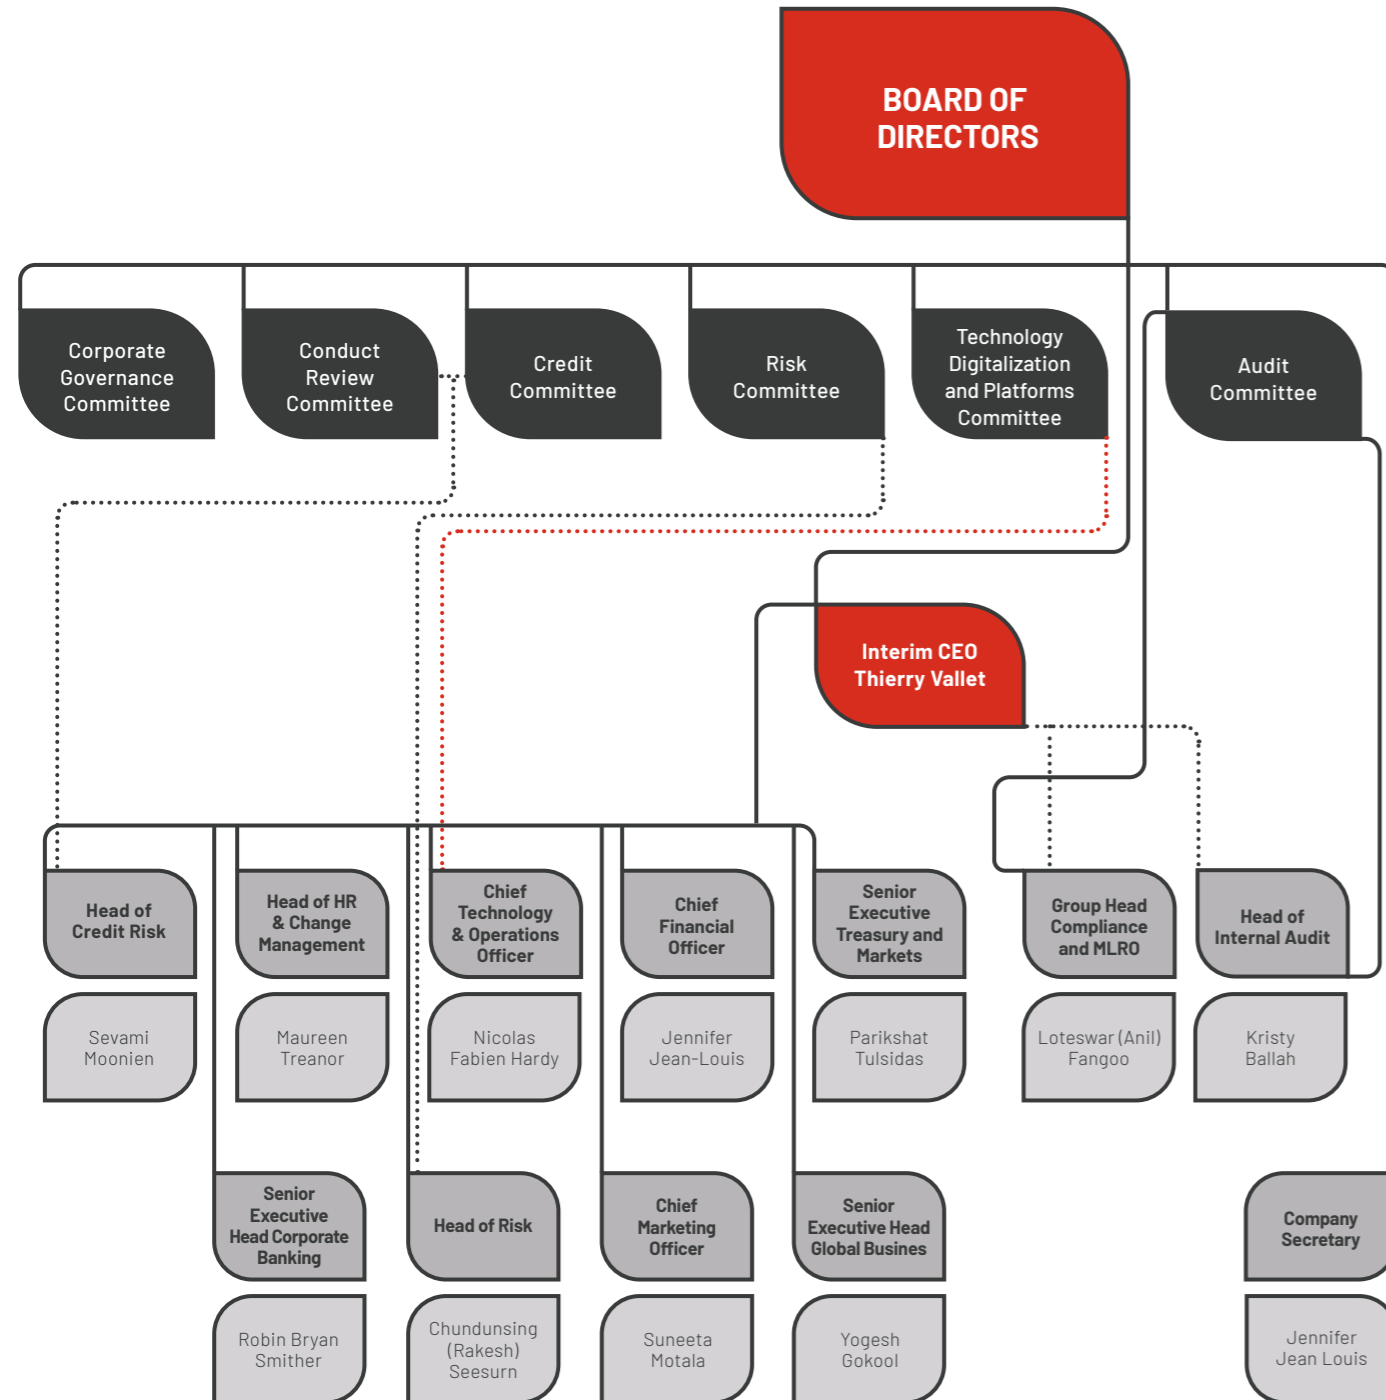 BOARD OF
DIRECTORS
Corporate
Governance
Committee
Conduct
Review
Committee
Credit
Committee
Risk
Committee
Technology
Digitalization
and Platforms
Committee
Audit
Committee
Interim CEO
Thierry Vallet
Head of
Credit Risk
Head of HR
& Change
Management
Chief
Technology
& Operations
Officer
Chief
Financial
Officer
Senior
Executive
Treasury and
Markets
Group Head
Compliance
and MLRO
Head of
Internal Audit
Sevami
Moonien
Maureen
Treanor
Nicolas
Fabien Hardy
Jennifer
Jean-Louis
Parikshat
Tulsidas
Loteswar (Anil)
Fangoo
Kristy
Ballah
Senior
Executive
Head Corporate
Banking
Head of Risk
Chief
Marketing
Officer
Senior
Executive Head
Global Busines
Company
Secretary
Robin Bryan
Smither
Chundunsing
(Rakesh)
Seesurn
Suneeta
Motala
Yogesh
Gokool
Jennifer
Jean Louis